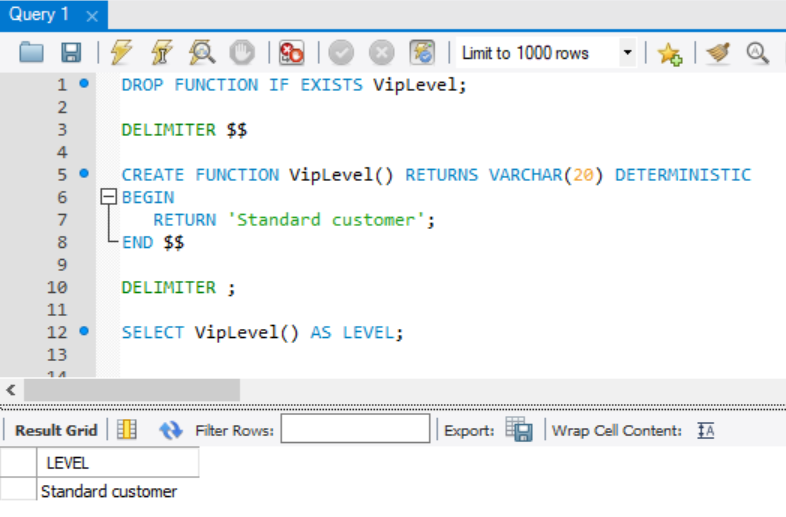 Query 1
Limit to 1000 rows
1 DROP FUNCTION IF EXISTS VipLevel;
2
3 DELIMITER $$
4
5 CREATE FUNCTION VipLevel() RETURNS VARCHAR(20) DETERMINISTIC
6 BEGIN
7 RETURN 'Standard customer';
8 END $$
9
10 DELIMITER ;
11
12 SELECT VipLevel() AS LEVEL;
13
14
Result Grid Filter Rows: Export: Wrap Cell Content: IA
LEVEL
Standard customer